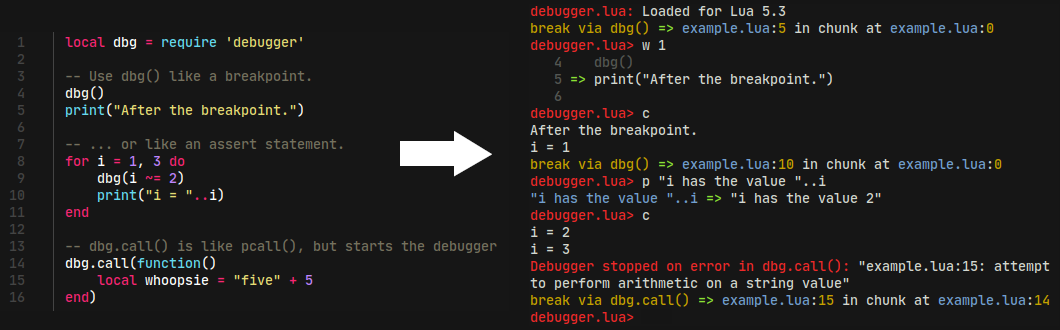 1 local dbg = require 'debugger'
2
3 -- Use dbg() like a breakpoint.
4 dbg()
5 print("After the breakpoint.")
6
7 -- ... or like an assert statement.
8 for i = 1, 3 do
9     dbg(i ~= 2)
10     print("i = "..i)
11 end
12
13 -- dbg.call() is like pcall(), but starts the debugger
14 dbg.call(function()
15     local whoopsie = "five" + 5
16 end)
debugger.lua: Loaded for Lua 5.3
break via dbg() => example.lua:5 in chunk at example.lua:0
debugger.lua> w 1
4    dbg()
5 => print("After the breakpoint.")
6
debugger.lua> c
After the breakpoint.
i = 1
break via dbg() => example.lua:10 in chunk at example.lua:0
debugger.lua> p "i has the value "..i
"i has the value "..i => "i has the value 2"
debugger.lua> c
i = 2
i = 3
Debugger stopped on error in dbg.call(): "example.lua:15: attempt
to perform arithmetic on a string value"
break via dbg.call() => example.lua:15 in chunk at example.lua:14
debugger.lua>